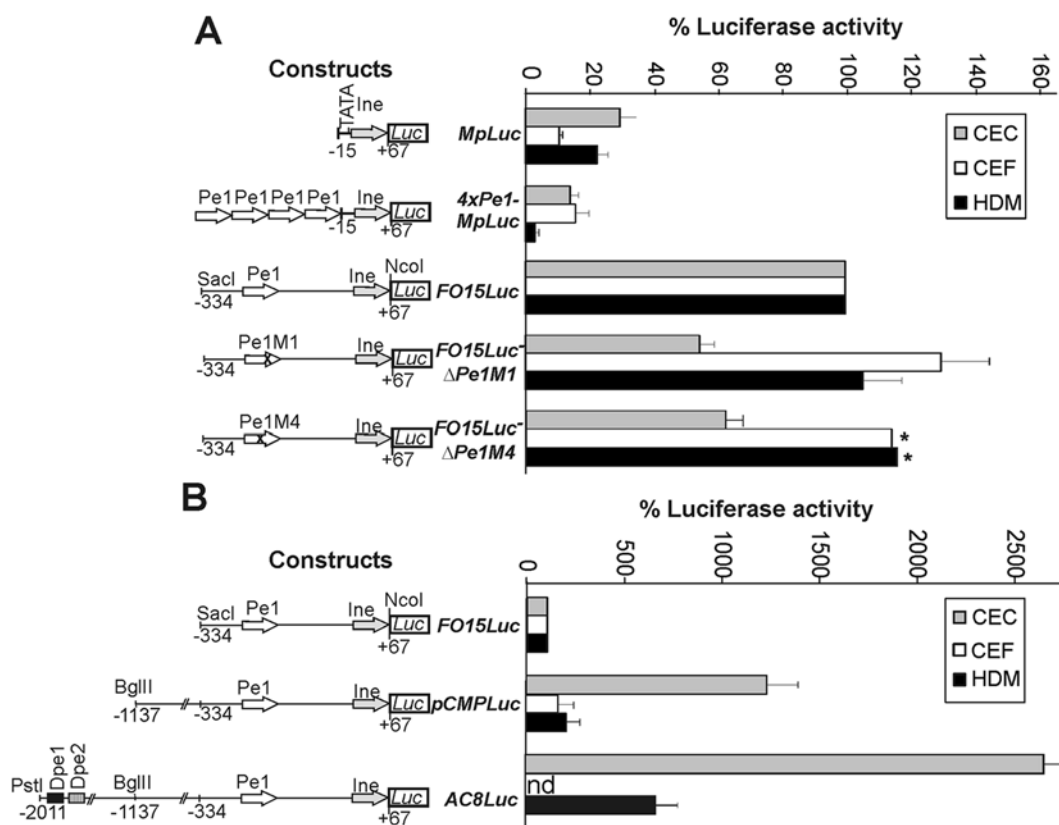 A
% Luciferase activity
Constructs
0 20 40 60 80 100 120 140 160
TATA
Ine
Luc
-15
+67
MpLuc
CEC
CEF
HDM
Pe1 Pe1 Pe1 Pe1
Ine
Luc
-15
+67
4xPe1-
MpLuc
SacI
Pe1
Ine
NcoI
Luc
-334
+67
FO15Luc
Pe1M1
Ine
Luc
-334
+67
FO15Luc-
ΔPe1M1
Pe1M4
Ine
Luc
-334
+67
FO15Luc-
ΔPe1M4
*
*
B
% Luciferase activity
Constructs
0 500 1000 1500 2000 2500
SacI
Pe1
Ine
NcoI
Luc
-334
+67
FO15Luc
CEC
CEF
HDM
BglII
Pe1
Ine
Luc
-1137
-334
+67
pCMPLuc
PstI
Dpe1
Dpe2
BglII
Pe1
Ine
Luc
-2011
-1137
-334
+67
AC8Luc
nd